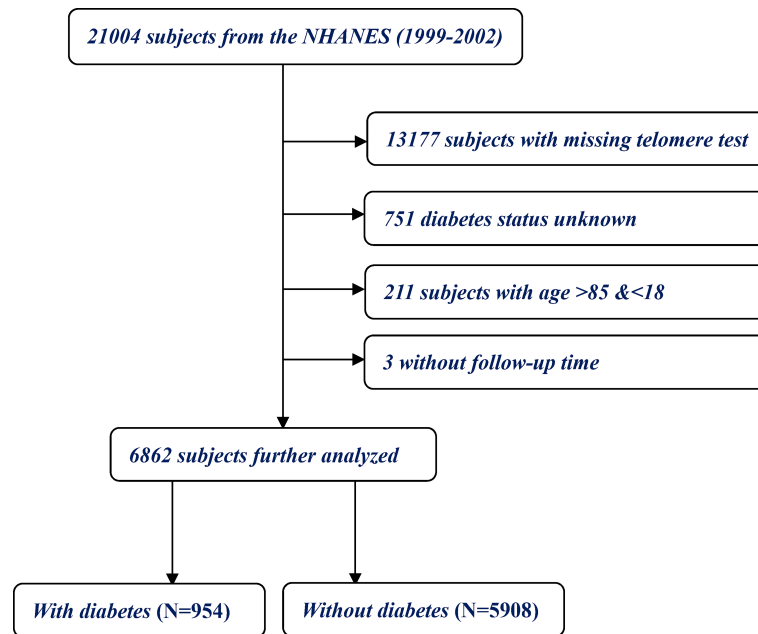 21004 subjects from the NHANES (1999-2002)
13177 subjects with missing telomere test
751 diabetes status unknown
211 subjects with age >85 &<18
3 without follow-up time
6862 subjects further analyzed
With diabetes (N=954)
Without diabetes (N=5908)